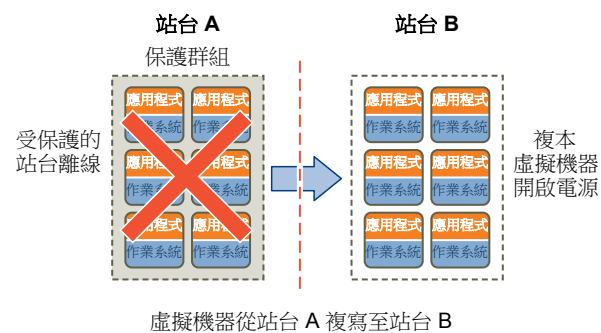 站台 A
站台 B
保護群組
受保護的
站台離線
應用程式 應用程式
作業系統 作業系統
應用程式 應用程式
作業系統 作業系統
應用程式 應用程式
作業系統 作業系統
應用程式 應用程式
作業系統 作業系統
應用程式 應用程式
作業系統 作業系統
應用程式 應用程式
作業系統 作業系統
複本
虛擬機器
開啟電源
虛擬機器從站台 A 複寫至站台 B